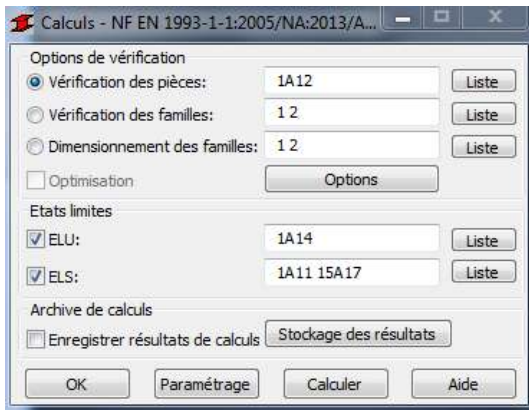 Calculs - NF EN 1993-1-1:2005/NA:2013/A...
Options de vérification
Vérification des pièces: 1A12 Liste
Vérification des familles: 1 2 Liste
Dimensionnement des familles: 1 2 Liste
Optimisation Options
Etats limites
ELU: 1A14 Liste
ELS: 1A11 15A17 Liste
Archive de calculs
Enregistrer résultats de calculs Stockage des résultats
OK Paramétrage Calculer Aide